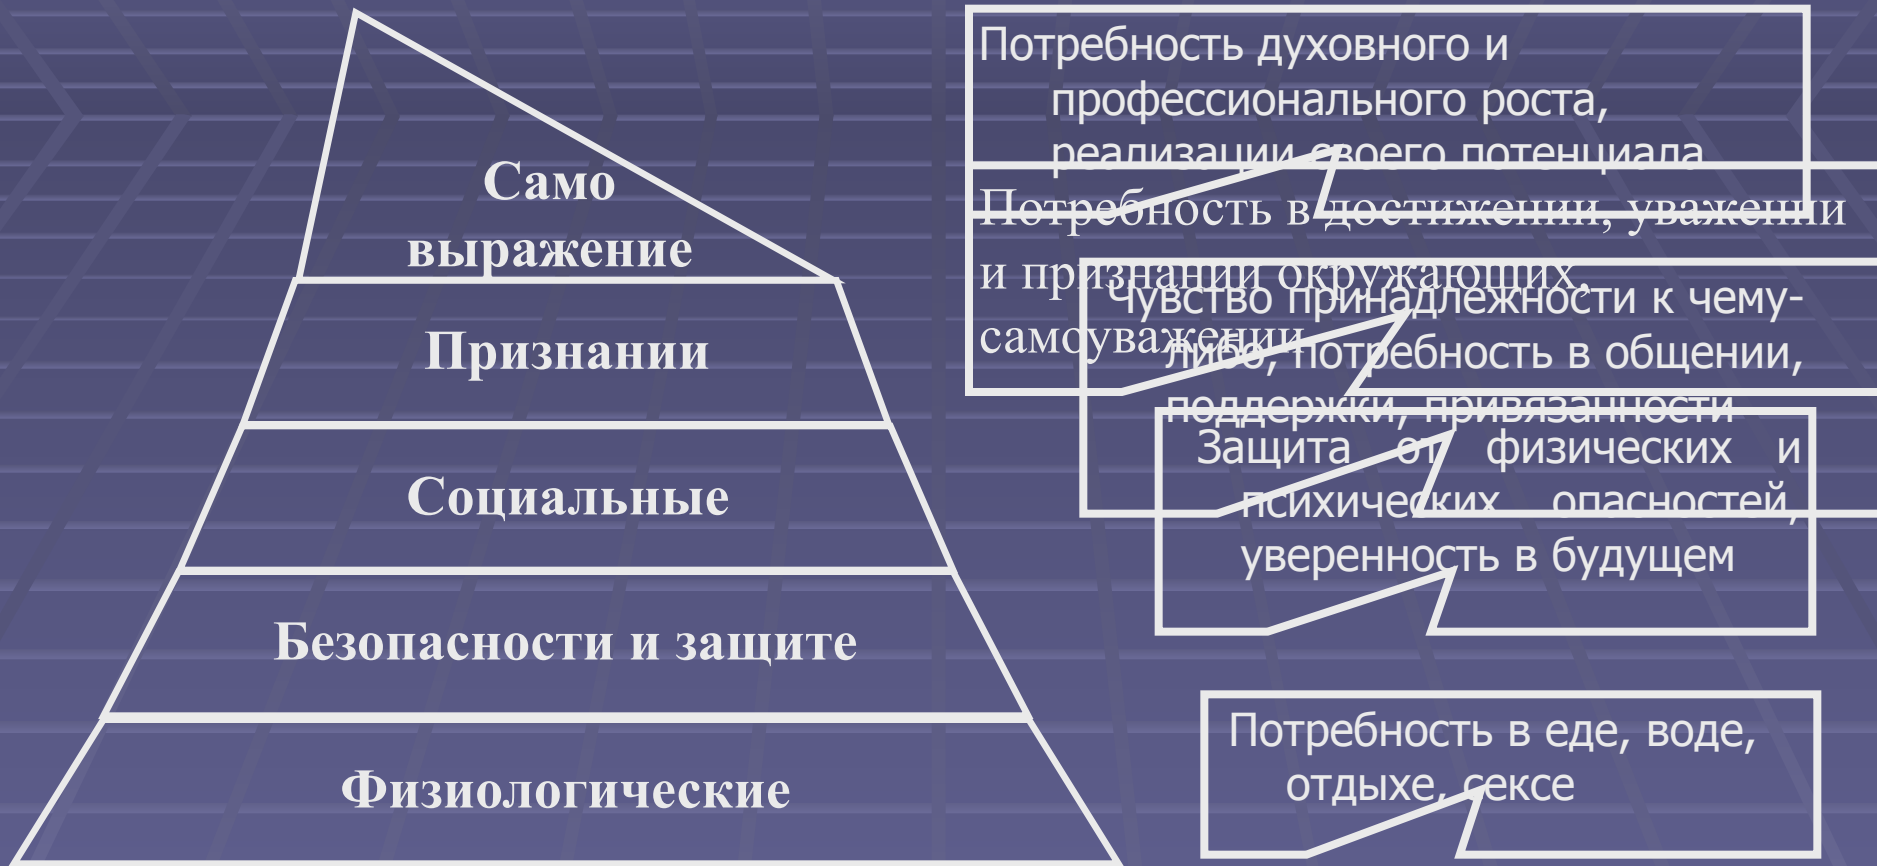 Само
выражение
Признании
Социальные
Безопасности и защите
Физиологические
Потребность духовного и
профессионального роста,
реализации своего потенциала
Потребность в достижении, уважении
и признании окружающих,
самоуважении
Чувство принадлежности к чему-
либо, потребность в общении,
поддержки, привязанности
Защита от физических и
психических опасностей,
уверенность в будущем
Потребность в еде, воде,
отдыхе, сексе